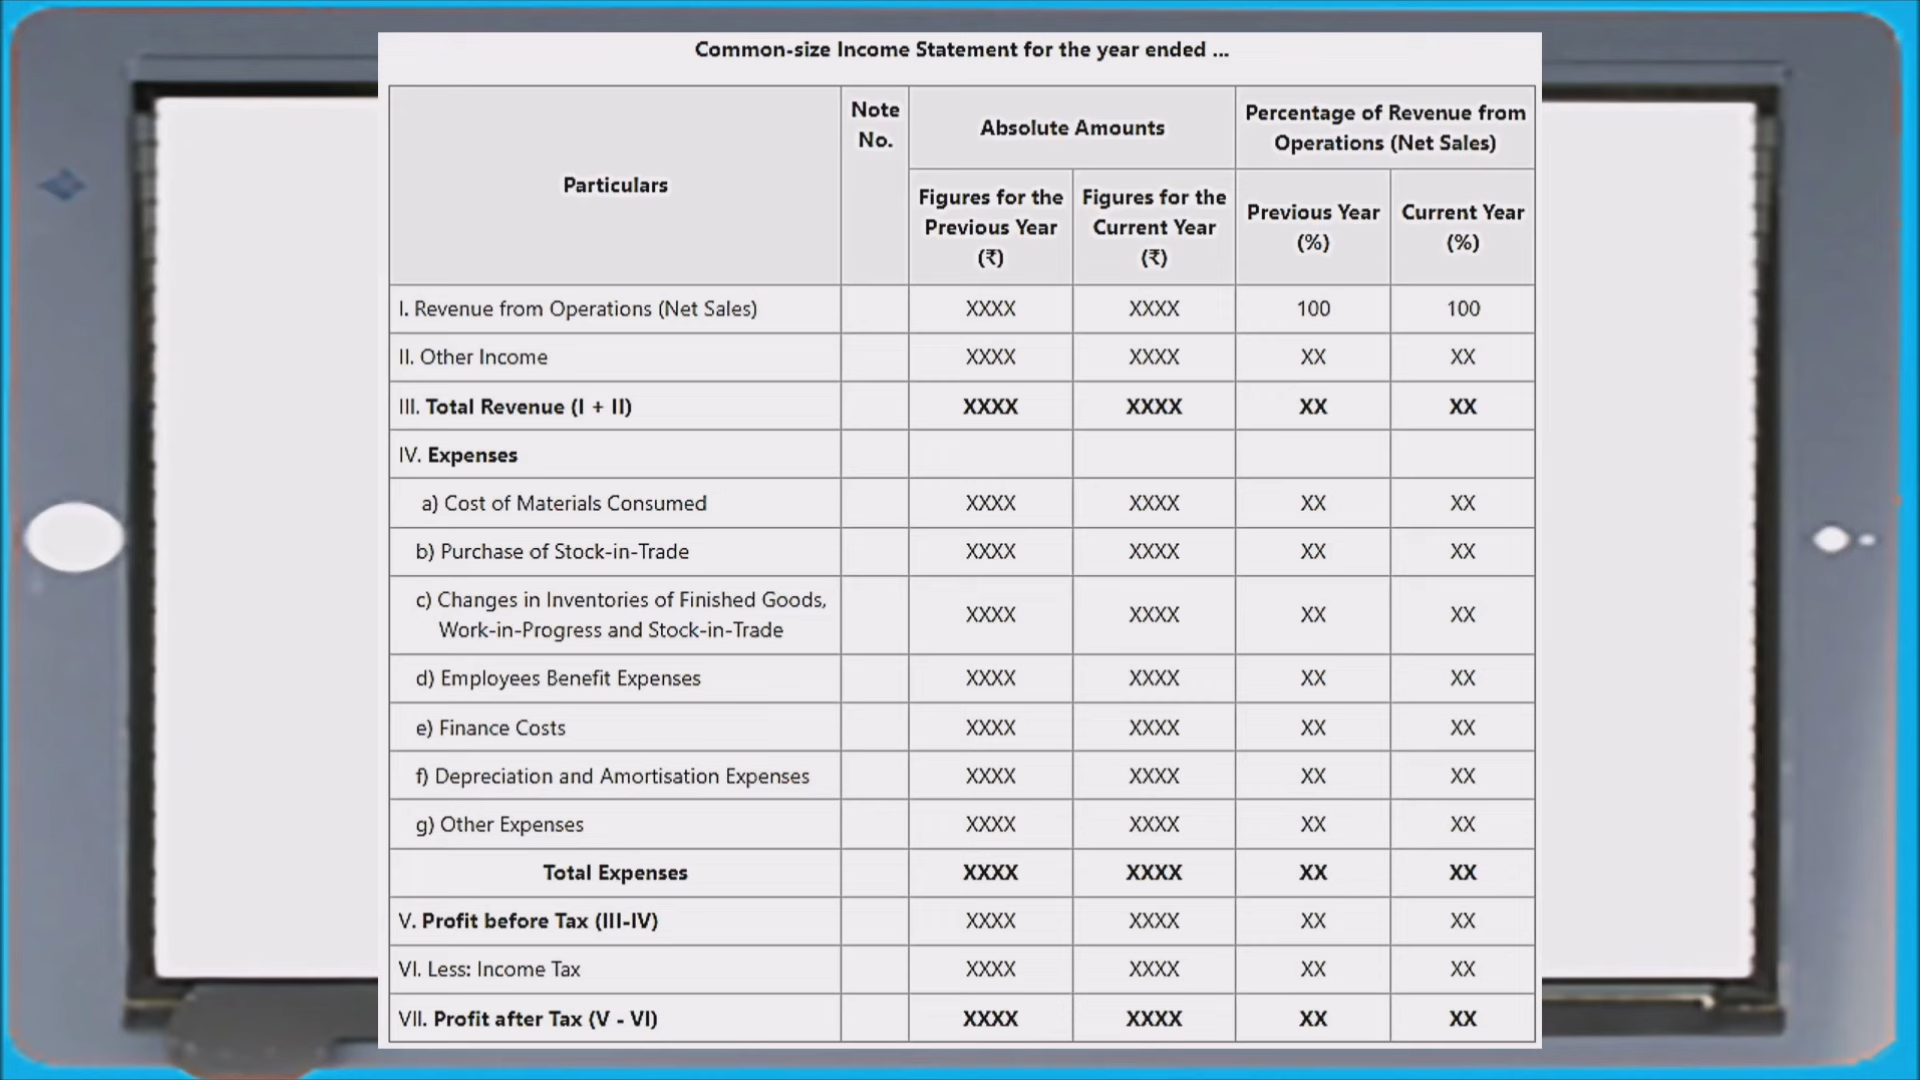 Common-size Income Statement for the year ended ...
Particulars
Note
No.
Absolute Amounts
Percentage of Revenue from
Operations (Net Sales)
Figures for the
Previous Year
(₹)
Figures for the
Current Year
(₹)
Previous Year
(%)
Current Year
(%)
I. Revenue from Operations (Net Sales) XXXX XXXX 100 100
II. Other Income XXXX XXXX XX XX
III. Total Revenue (I + II) XXXX XXXX XX XX
IV. Expenses
a) Cost of Materials Consumed XXXX XXXX XX XX
b) Purchase of Stock-in-Trade XXXX XXXX XX XX
c) Changes in Inventories of Finished Goods,
Work-in-Progress and Stock-in-Trade XXXX XXXX XX XX
d) Employees Benefit Expenses XXXX XXXX XX XX
e) Finance Costs XXXX XXXX XX XX
f) Depreciation and Amortisation Expenses XXXX XXXX XX XX
g) Other Expenses XXXX XXXX XX XX
Total Expenses XXXX XXXX XX XX
V. Profit before Tax (III-IV) XXXX XXXX XX XX
VI. Less: Income Tax XXXX XXXX XX XX
VII. Profit after Tax (V - VI) XXXX XXXX XX XX